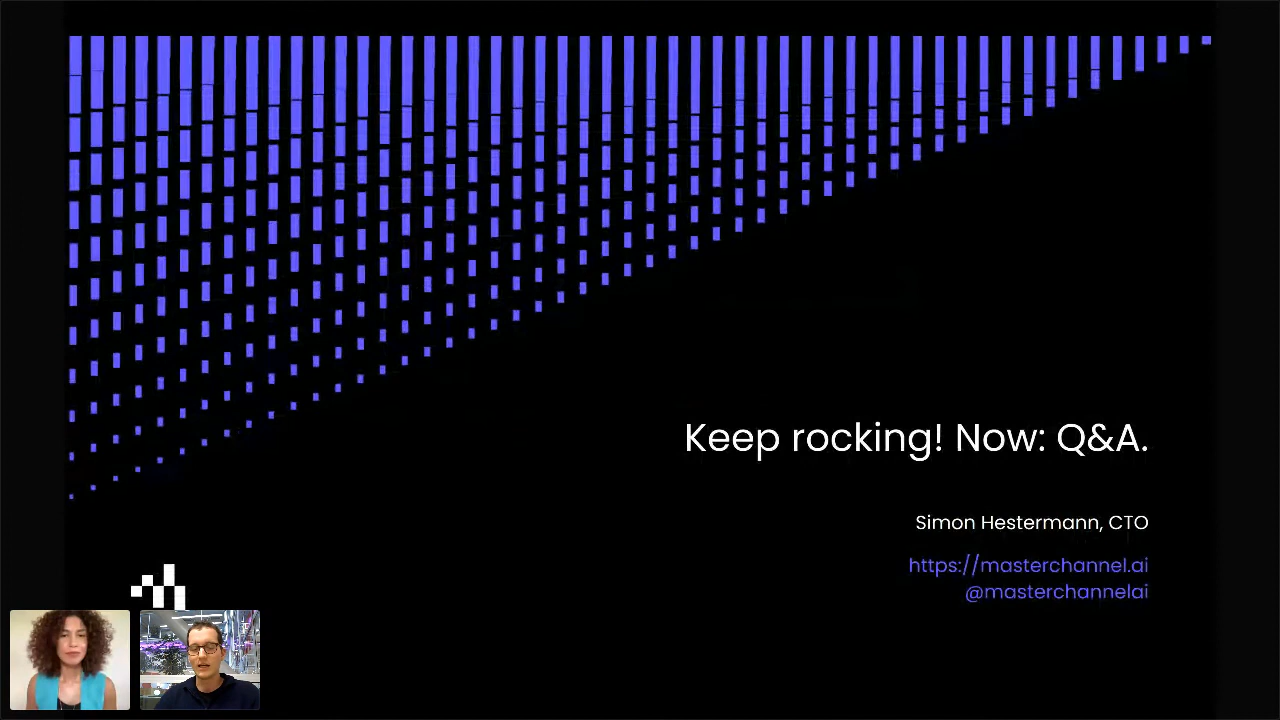 Keep rocking! Now: Q&A.
Simon Hestermann, CTO
https://masterchannel.ai
@masterchannelai